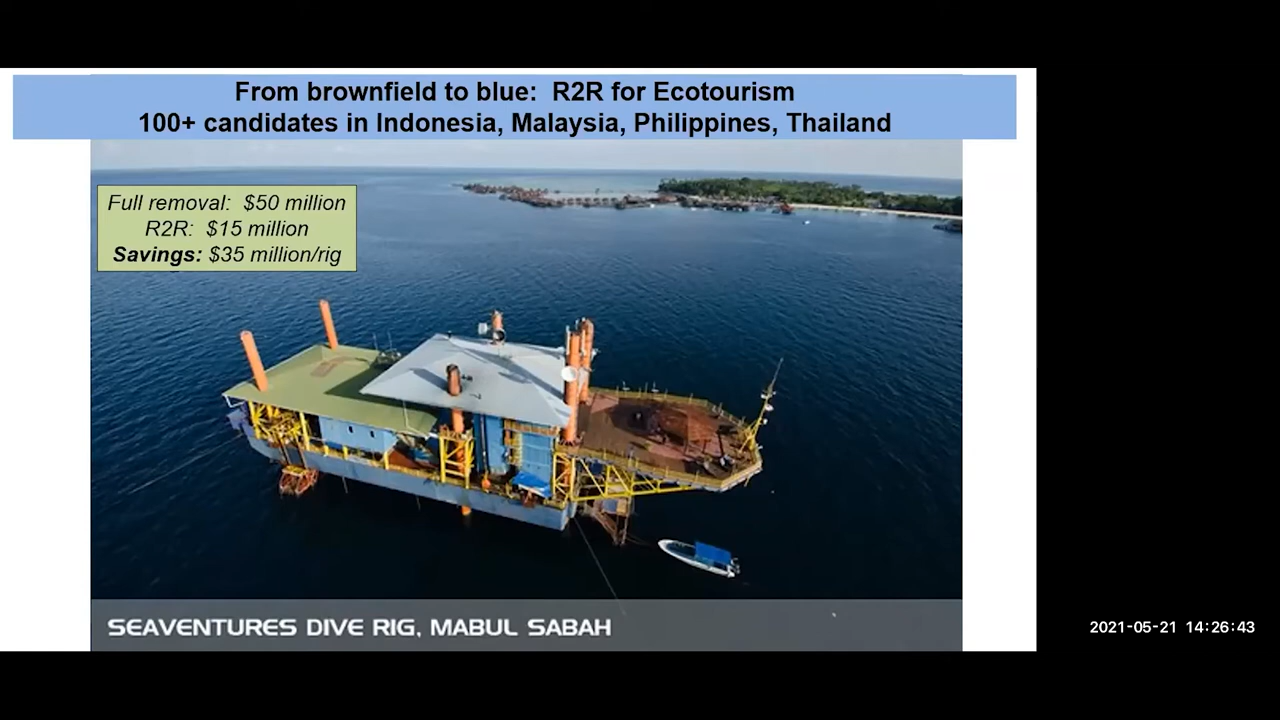 From brownfield to blue: R2R for Ecotourism
100+ candidates in Indonesia, Malaysia, Philippines, Thailand
Full removal: $50 million
R2R: $15 million
Savings: $35 million/rig
SEAVENTURES DIVE RIG, MABUL SABAH
2021-05-21 14:26:43